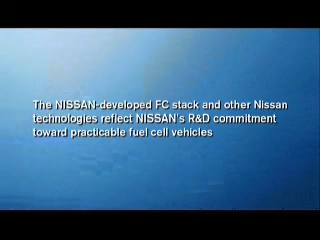 The NISSAN-developed FC stack and other Nissan
technologies reflect NISSAN's R&D commitment
toward practicable fuel cell vehicles